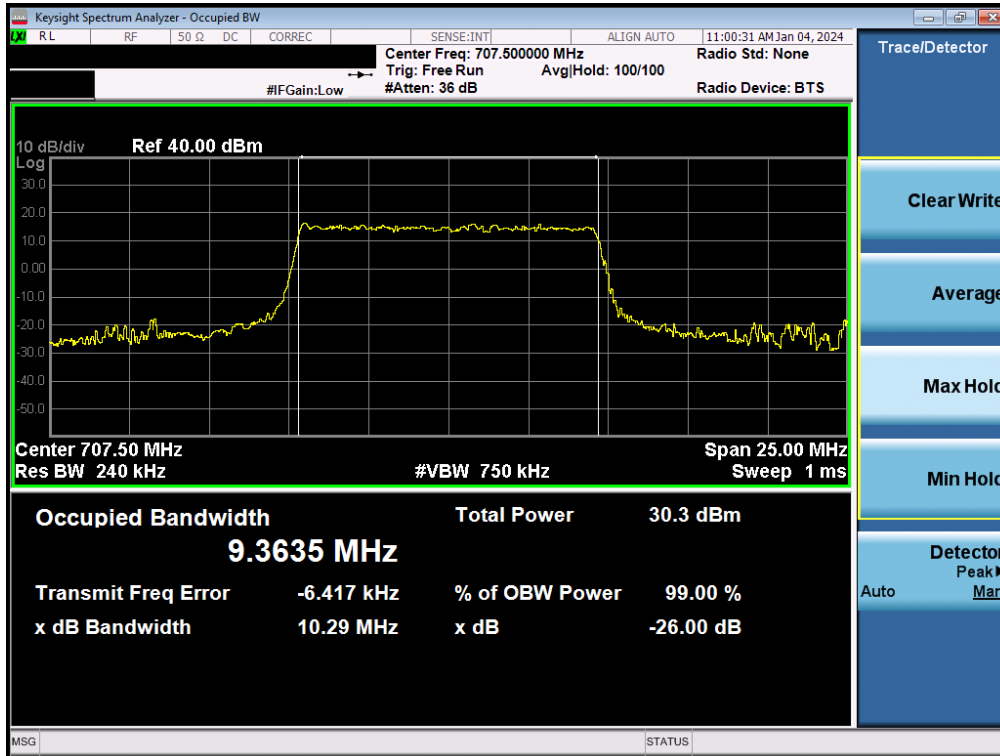 Keysight Spectrum Analyzer - Occupied BW
LXI RL RF 50 Ω DC CORREC SENSE:INT ALIGN AUTO 11:00:31 AM Jan 04, 2024
Center Freq: 707.500000 MHz Radio Std: None
Trig: Free Run Avg|Hold: 100/100
#IFGain:Low #Atten: 36 dB Radio Device: BTS
Trace/Detector
10 dB/div Ref 40.00 dBm
Log
30.0
20.0
10.0
0.00
-10.0
-20.0
-30.0
-40.0
-50.0
Center 707.50 MHz Span 25.00 MHz
Res BW 240 kHz #VBW 750 kHz Sweep 1 ms
Clear Write
Average
Max Hold
Min Hold
Detector
Peak
Auto Man
Occupied Bandwidth Total Power 30.3 dBm
9.3635 MHz
Transmit Freq Error -6.417 kHz % of OBW Power 99.00 %
x dB Bandwidth 10.29 MHz x dB -26.00 dB
MSG STATUS